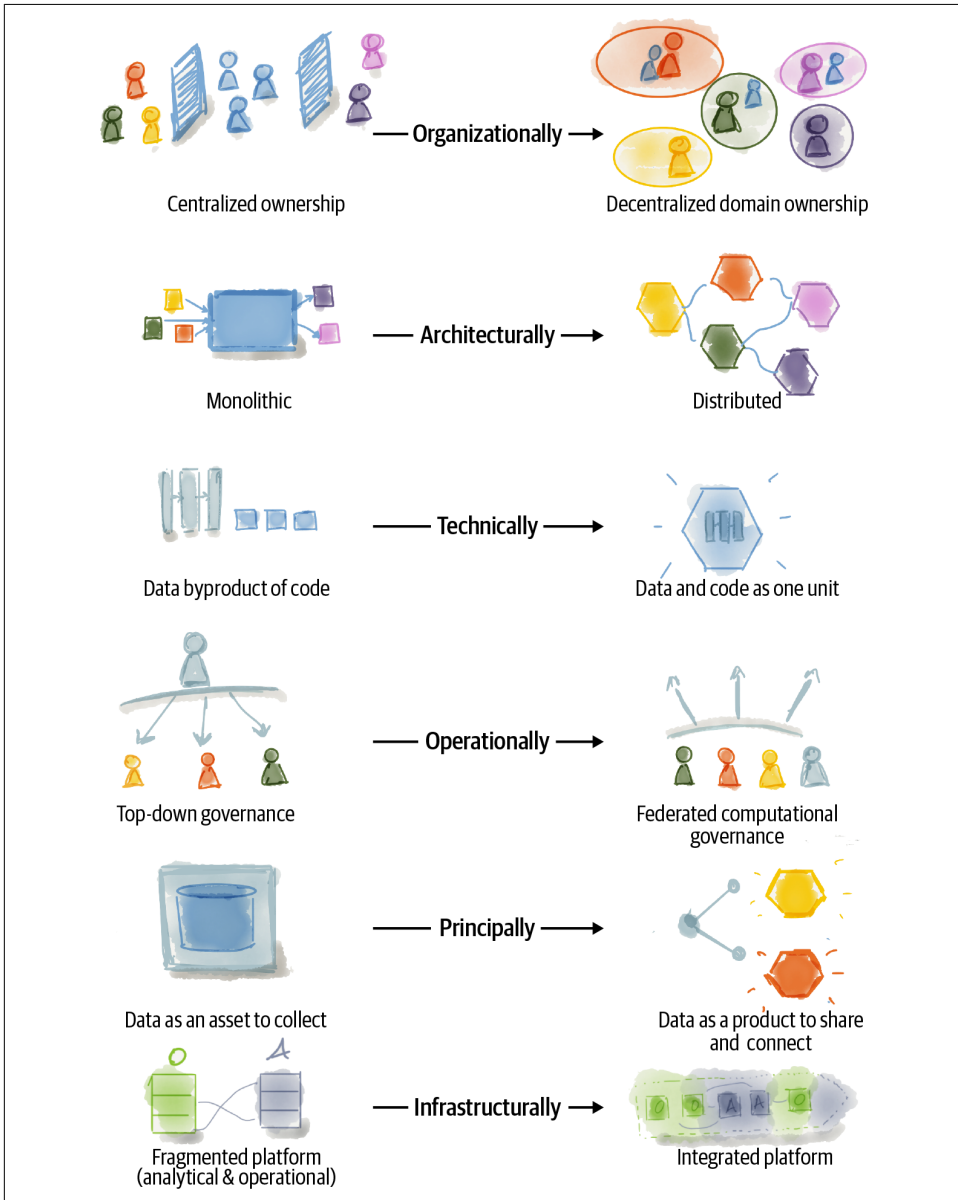 Organizationally
Centralized ownership
Decentralized domain ownership
Architecturally
Monolithic
Distributed
Technically
Data byproduct of code
Data and code as one unit
Operationally
Top-down governance
Federated computational
governance
Principally
Data as an asset to collect
Data as a product to share
and connect
O
A
Infrastructurally
O O A A O
Fragmented platform
(analytical & operational)
Integrated platform